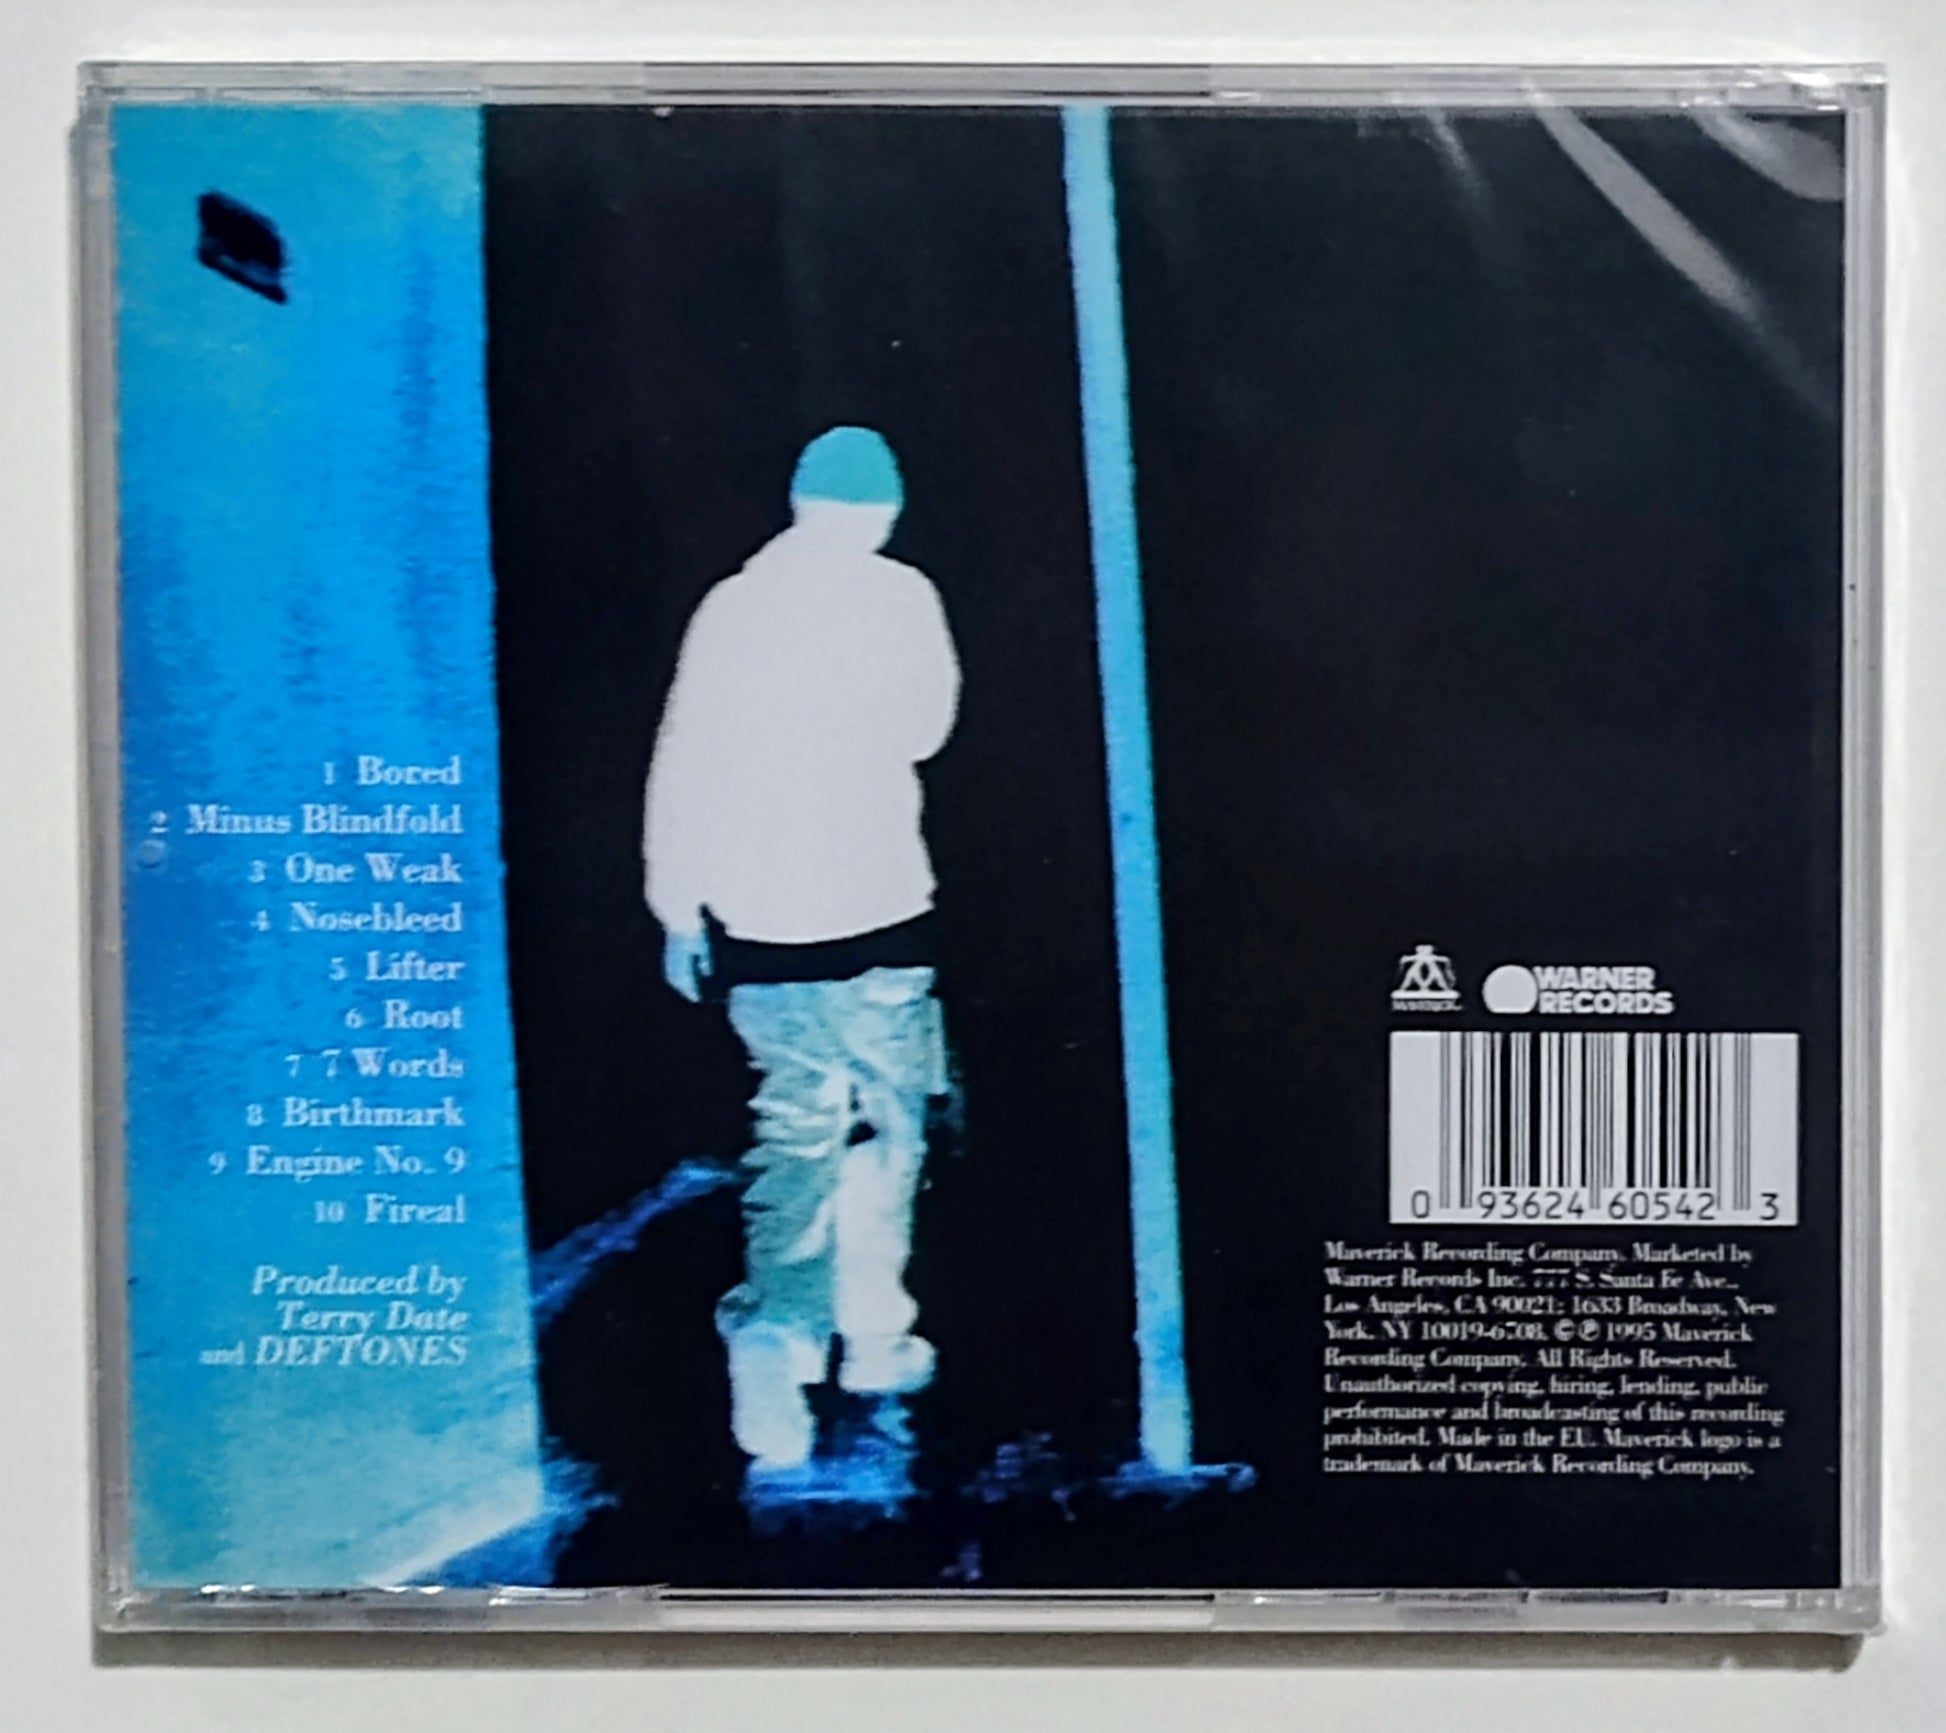 1 Bored
2 Minus Blindfold
3 One Weak
4 Nosebleed
5 Lifter
6 Root
7 7 Words
8 Birthmark
9 Engine No. 9
10 Fireal
Produced by
Terry Date
and DEFTONES
MAVERICK
WARNER
RECORDS
0 93624 60542 3
Maverick Recording Company. Marketed by
Warner Records Inc. 777 S. Santa Fe Ave.,
Los Angeles, CA 90021; 1633 Broadway, New
York, NY 10019-6708. ©℗ 1995 Maverick
Recording Company. All Rights Reserved.
Unauthorized copying, hiring, lending, public
performance and broadcasting of this recording
prohibited. Made in the EU. Maverick logo is a
trademark of Maverick Recording Company.